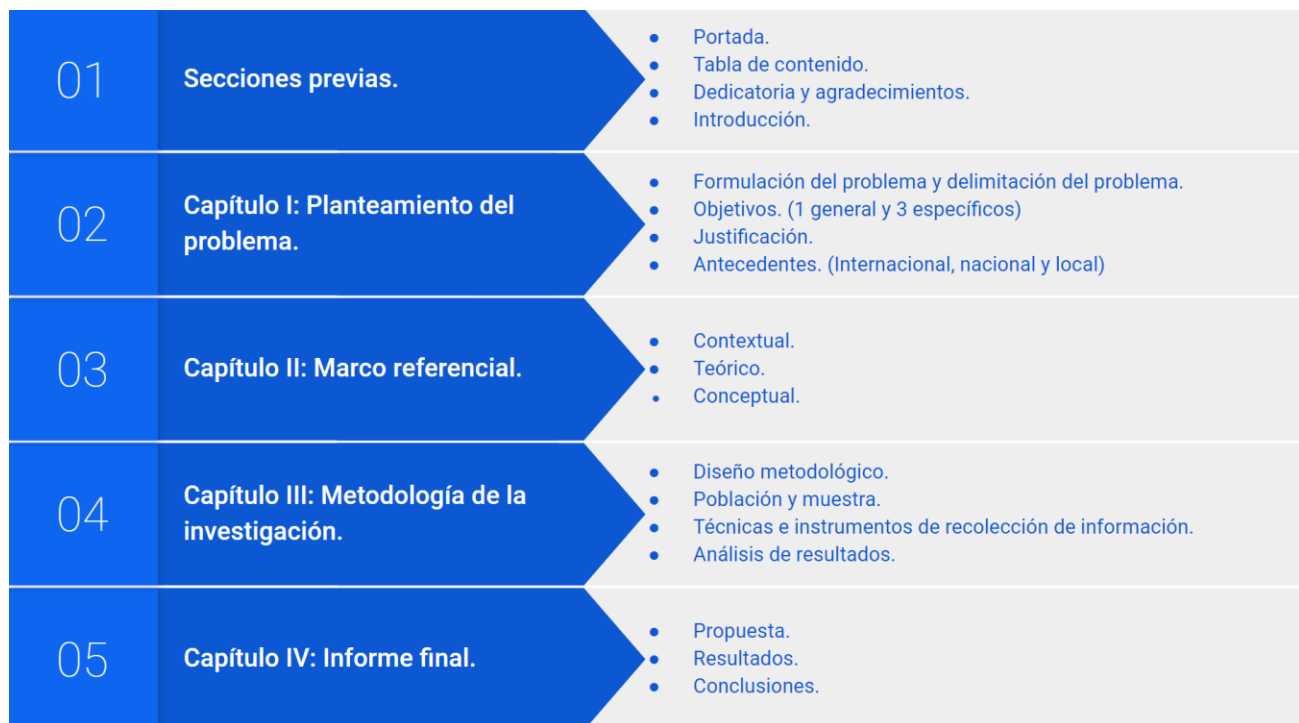 01
Secciones previas.
● Portada.
● Tabla de contenido.
● Dedicatoria y agradecimientos.
● Introducción.
02
Capítulo I: Planteamiento del
problema.
● Formulación del problema y delimitación del problema.
● Objetivos. (1 general y 3 específicos)
● Justificación.
● Antecedentes. (Internacional, nacional y local)
03
Capítulo II: Marco referencial.
● Contextual.
● Teórico.
● Conceptual.
04
Capítulo III: Metodología de la
investigación.
● Diseño metodológico.
● Población y muestra.
● Técnicas e instrumentos de recolección de información.
● Análisis de resultados.
05
Capítulo IV: Informe final.
● Propuesta.
● Resultados.
● Conclusiones.